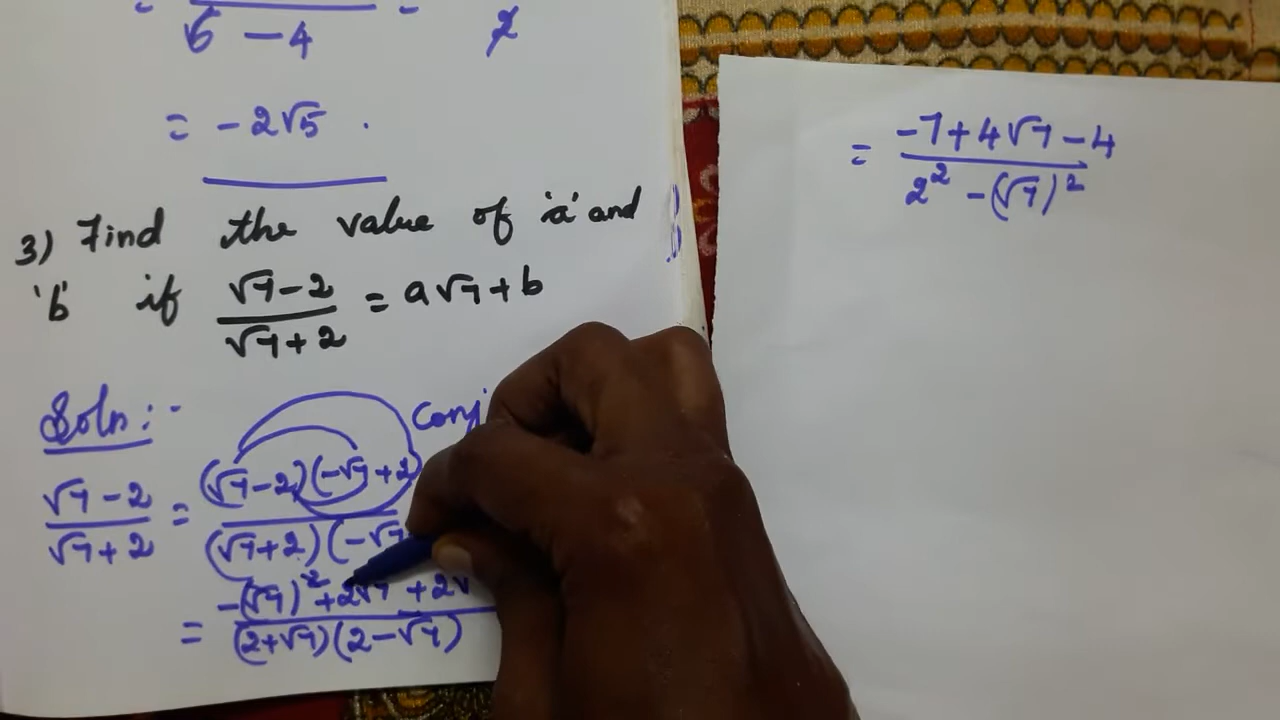 √6 - 4
= -2√5 .
3) Find the value of 'a' and
'b' if (√7-2)/(√7+2) = a√7+b
Soln:-
Conj
(√7-2)/(√7+2) = (√7-2)(-√7+2)/(√7+2)(-√7
= -(√7)²+2√7+2√/(2+√7)(2-√7)
= (-7+4√7-4)/(2²-(√7)²)